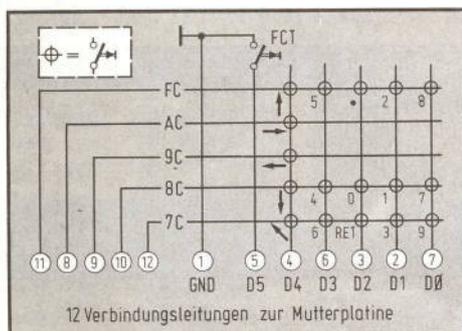 =
FCT
FC
5 • 2 8
AC
9C
8C
4 0 1 7
7C
6 RET 3 9
11 8 9 10 12 1 5 4 6 3 2 7
GND D5 D4 D3 D2 D1 DØ
12 Verbindungsleitungen zur Mutterplatine